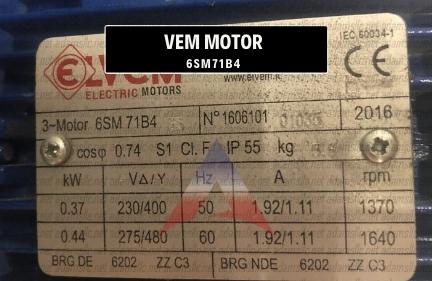 VEM MOTOR
6SM71B4
IEC 60034-1
ELVEM
ELECTRIC MOTORS
www.elvem.it
CE
3~Motor 6SM 71B4 Nº 1606101 01035 2016
cosφ 0.74 S1 Cl. F IP 55 kg
kW V∆/Y Hz A rpm
0.37 230/400 50 1.92/1.11 1370
0.44 275/480 60 1.92/1.11 1640
BRG DE 6202 ZZ C3 BRG NDE 6202 ZZ C3